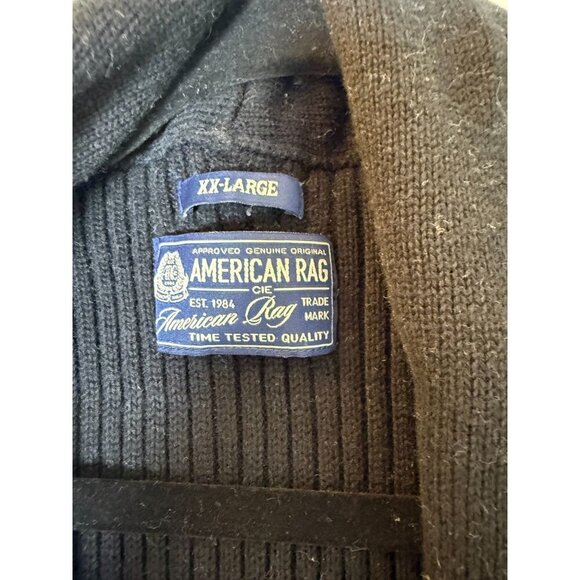 XX-LARGE
APPROVED GENUINE ORIGINAL
AMERICAN RAG
CIE
EST. 1984
American Rag
TRADE
MARK
TIME TESTED QUALITY